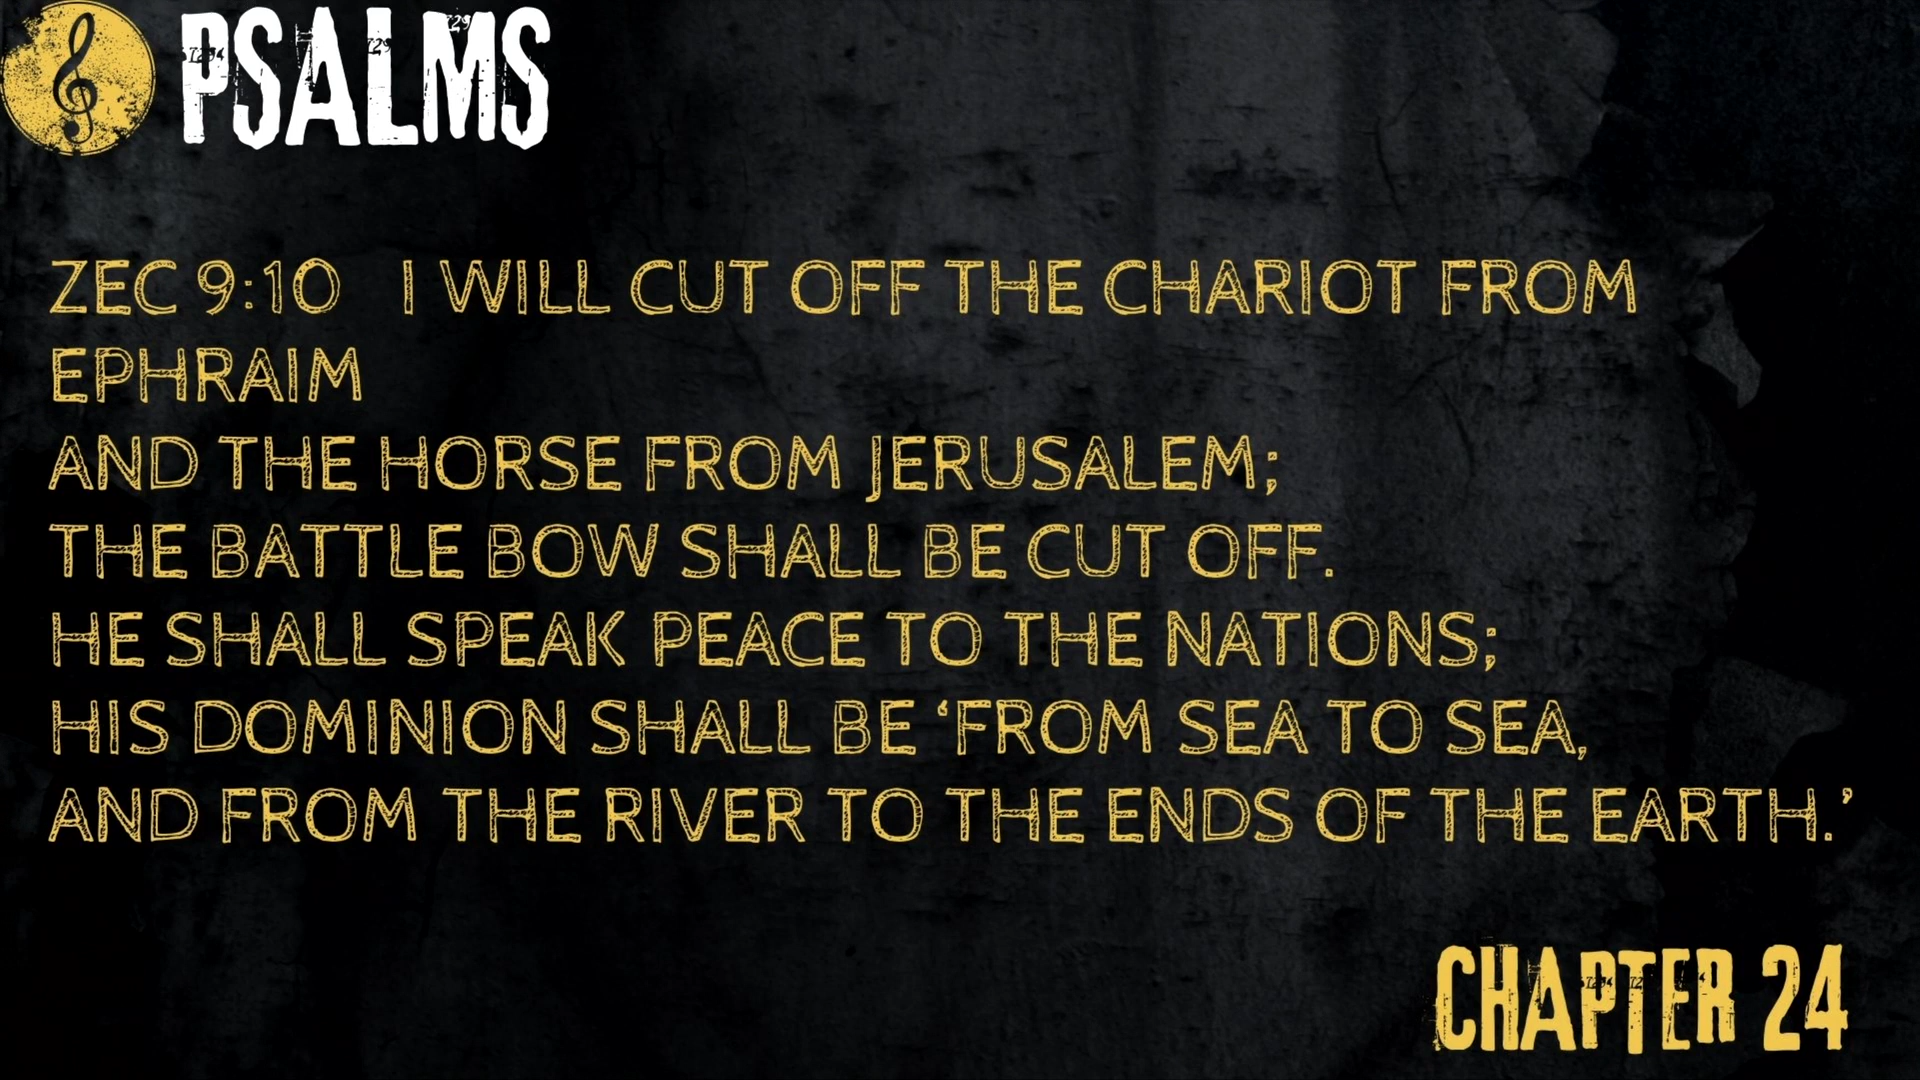 PSALMS
ZEC 9:10 I WILL CUT OFF THE CHARIOT FROM
EPHRAIM
AND THE HORSE FROM JERUSALEM;
THE BATTLE BOW SHALL BE CUT OFF.
HE SHALL SPEAK PEACE TO THE NATIONS;
HIS DOMINION SHALL BE ‘FROM SEA TO SEA,
AND FROM THE RIVER TO THE ENDS OF THE EARTH.’
CHAPTER 24